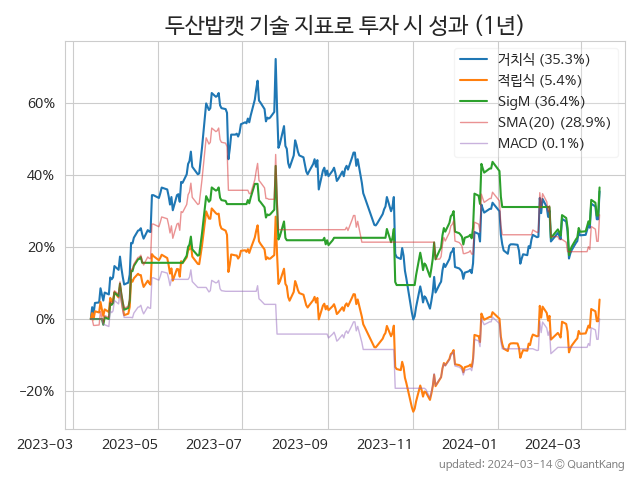 두산밥캣 기술 지표로 투자 시 성과 (1년)
거치식 (35.3%)
적립식 (5.4%)
SigM (36.4%)
SMA(20) (28.9%)
MACD (0.1%)
60%
40%
20%
0%
−20%
2023-03 2023-05 2023-07 2023-09 2023-11 2024-01 2024-03
updated: 2024-03-14 © QuantKang